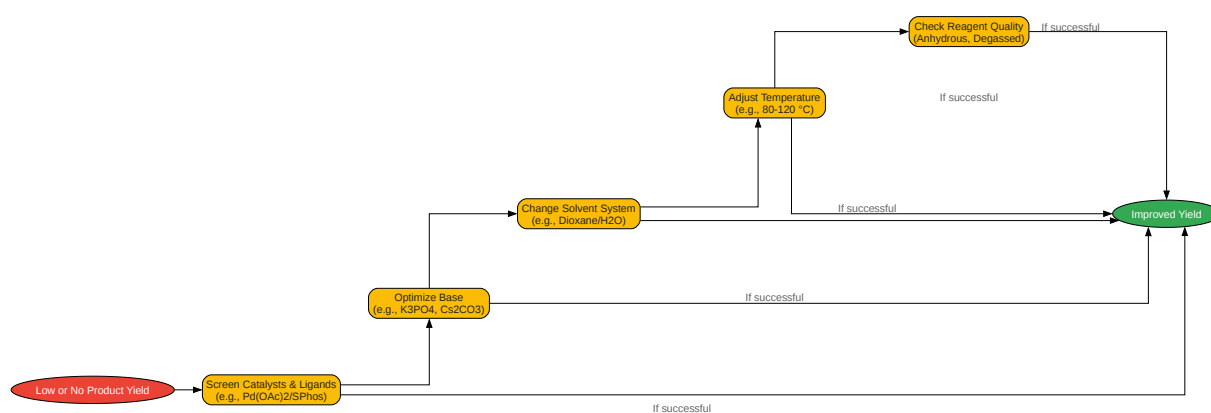 Check Reagent Quality
(Anhydrous, Degassed)
If successful
Adjust Temperature
(e.g., 80-120 °C)
If successful
Change Solvent System
(e.g., Dioxane/H2O)
If successful
Improved Yield
Optimize Base
(e.g., K3PO4, Cs2CO3)
If successful
Low or No Product Yield
Screen Catalysts & Ligands
(e.g., Pd(OAc)2/SPhos)
If successful